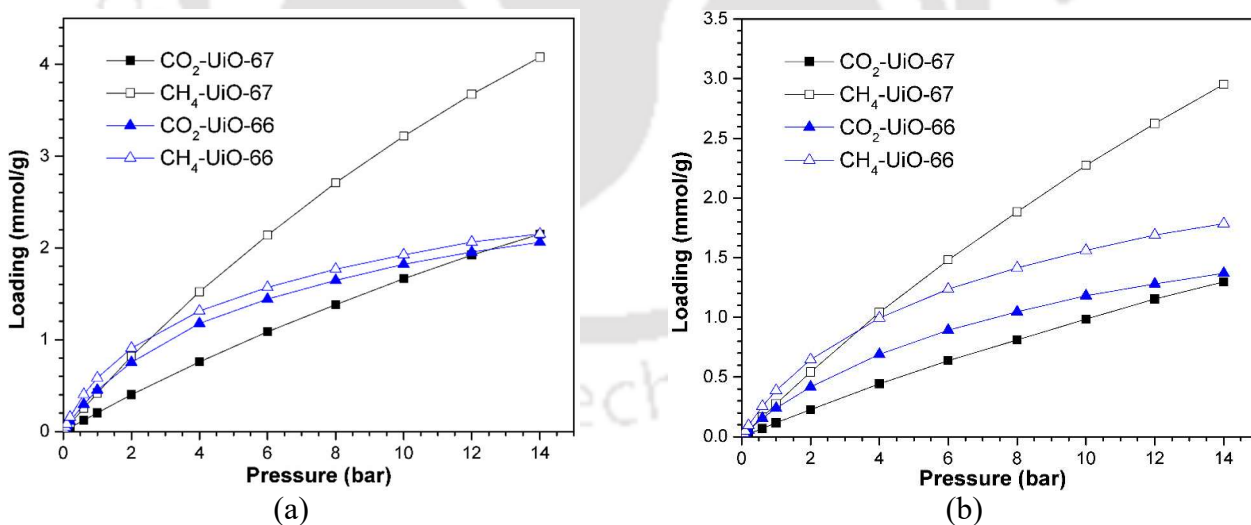 CO₂-UiO-67
CH₄-UiO-67
CO₂-UiO-66
CH₄-UiO-66
4
3
2
1
0
Loading (mmol/g)
0 2 4 6 8 10 12 14
Pressure (bar)
(a)
CO₂-UiO-67
CH₄-UiO-67
CO₂-UiO-66
CH₄-UiO-66
3.5
3.0
2.5
2.0
1.5
1.0
0.5
0.0
Loading (mmol/g)
0 2 4 6 8 10 12 14
Pressure (bar)
(b)
ech